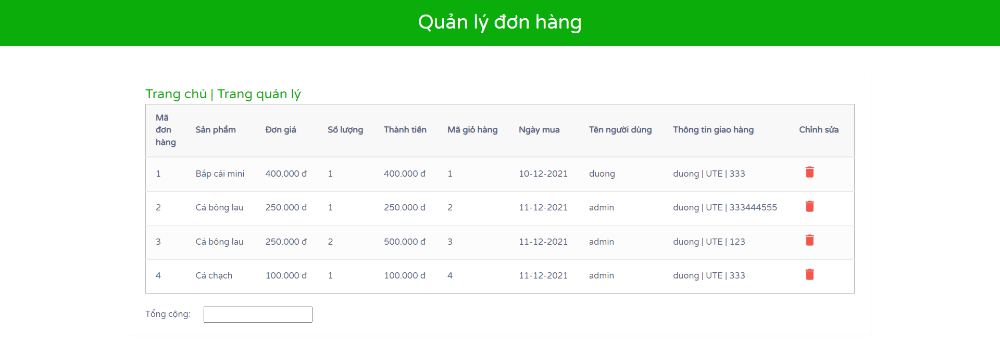 Quản lý đơn hàng
Trang chủ | Trang quản lý
Mã đơn hàng Sản phẩm Đơn giá Số lượng Thành tiền Mã giỏ hàng Ngày mua Tên người dùng Thông tin giao hàng Chỉnh sửa
1 Bắp cải mini 400.000 đ 1 400.000 đ 1 10-12-2021 duong duong | UTE | 333
2 Cá bông lau 250.000 đ 1 250.000 đ 2 11-12-2021 admin duong | UTE | 333444555
3 Cá bông lau 250.000 đ 2 500.000 đ 3 11-12-2021 admin duong | UTE | 123
4 Cá chạch 100.000 đ 1 100.000 đ 4 11-12-2021 admin duong | UTE | 333
Tổng cộng: